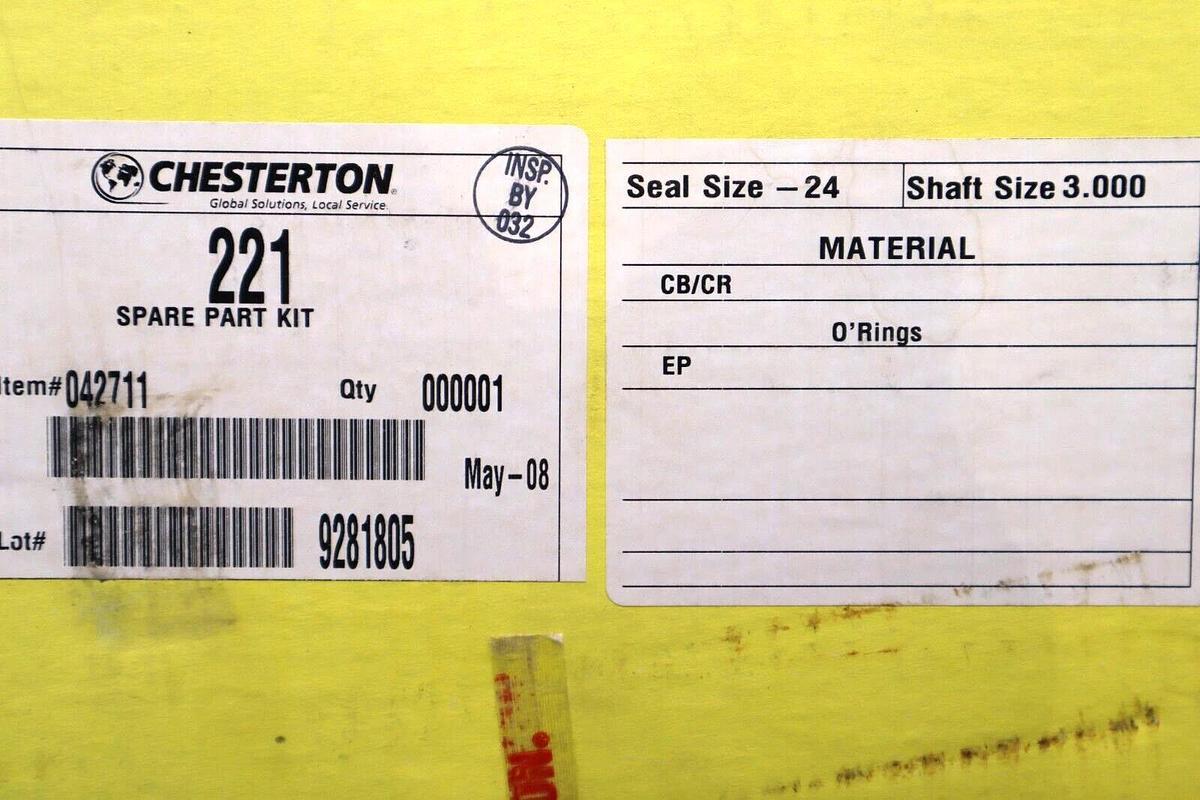 CHESTERTON
Global Solutions, Local Service.
INSP.
BY
032
221
SPARE PART KIT
Item# 042711 Qty 000001
May-08
Lot# 9281805
Seal Size -24 Shaft Size 3.000
MATERIAL
CB/CR
O'Rings
EP